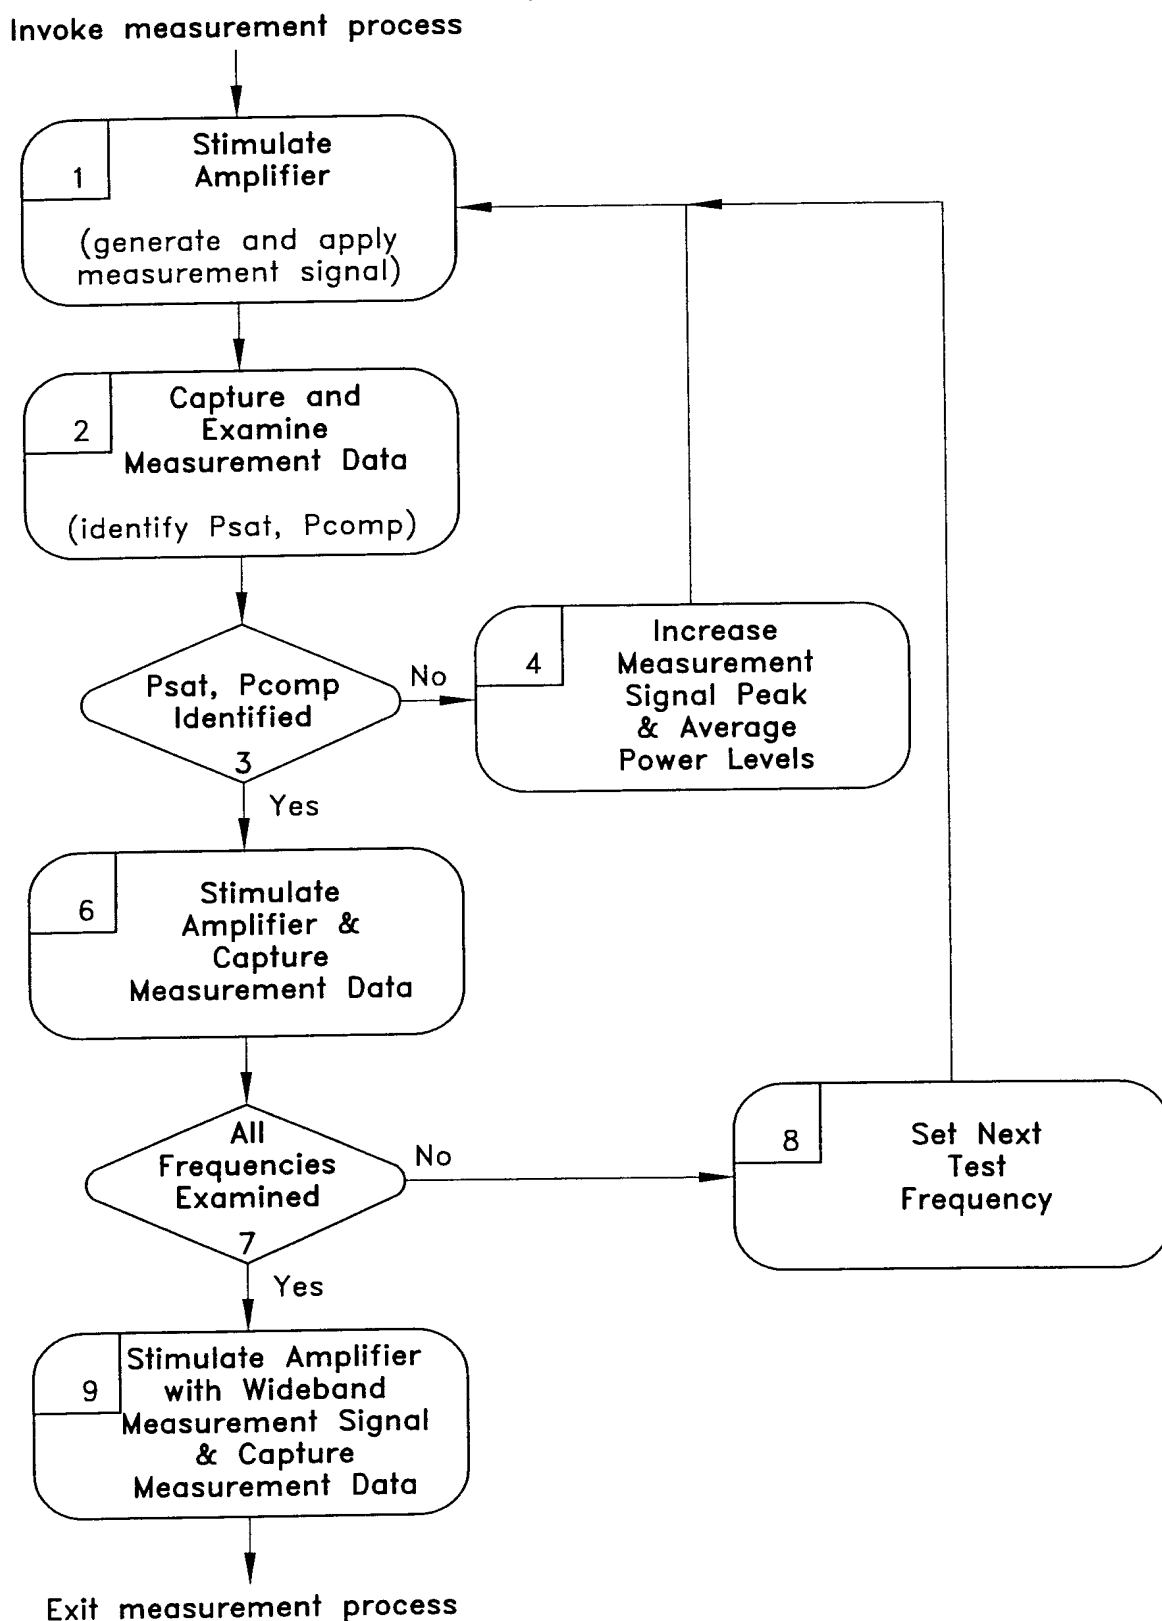 Invoke measurement process
1
Stimulate
Amplifier
(generate and apply
measurement signal)
2
Capture and
Examine
Measurement Data
(identify Psat, Pcomp)
Psat, Pcomp
Identified
3
No
Yes
4
Increase
Measurement
Signal Peak
& Average
Power Levels
6
Stimulate
Amplifier &
Capture
Measurement Data
All
Frequencies
Examined
7
No
Yes
8
Set Next
Test
Frequency
9
Stimulate Amplifier
with Wideband
Measurement Signal
& Capture
Measurement Data
Exit measurement process